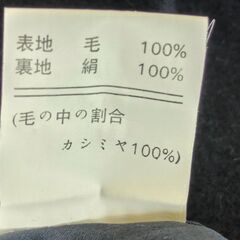 表地 毛 100%
裏地 絹 100%
(毛の中の割合
カシミヤ100%)